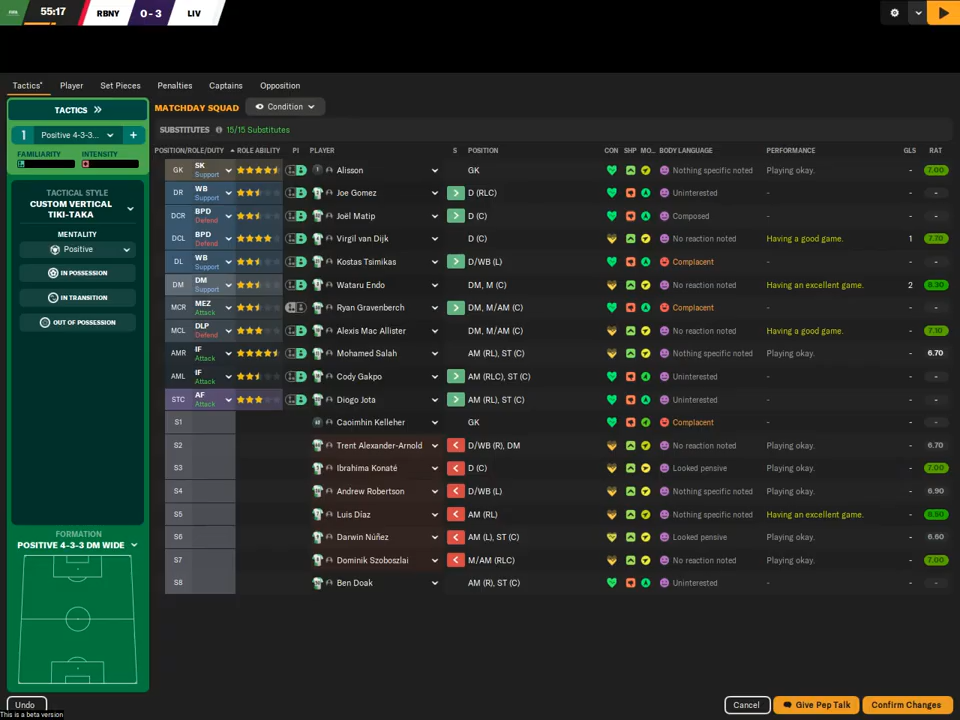 55:17 RBNY 0 - 3 LIV
Tactics* Player Set Pieces Penalties Captains Opposition
TACTICS
MATCHDAY SQUAD Condition
SUBSTITUTES 15/15 Substitutes
1 Positive 4-3-3...
FAMILIARITY INTENSITY
TACTICAL STYLE
CUSTOM VERTICAL
TIKI-TAKA
MENTALITY
Positive
IN POSSESSION
IN TRANSITION
OUT OF POSSESSION
FORMATION
POSITIVE 4-3-3 DM WIDE
POSITION/ROLE/DUTY ROLE ABILITY PI PLAYER S POSITION CON SHP MO... BODY LANGUAGE PERFORMANCE GLS RAT
GK SK Support Alisson GK Nothing specific noted Playing okay. - 7.00
DR WB Support Joe Gomez D (RLC) Uninterested - - -
DCR BPD Defend Joël Matip D (C) Composed - - -
DCL BPD Defend Virgil van Dijk D (C) No reaction noted Having a good game. 1 7.70
DL WB Support Kostas Tsimikas D/WB (L) Complacent - - -
DM DM Support Wataru Endo DM, M (C) No reaction noted Having an excellent game. 2 8.30
MCR MEZ Attack Ryan Gravenberch DM, M/AM (C) Complacent - - -
MCL DLP Defend Alexis Mac Allister DM, M/AM (C) No reaction noted Having a good game. - 7.10
AMR IF Attack Mohamed Salah AM (RL), ST (C) Nothing specific noted Playing okay. - 6.70
AML IF Attack Cody Gakpo AM (RLC), ST (C) Uninterested - - -
STC AF Attack Diogo Jota AM (RL), ST (C) Uninterested - - -
S1 Caoimhin Kelleher GK Complacent - - -
S2 Trent Alexander-Arnold D/WB (R), DM No reaction noted Playing okay. - 6.70
S3 Ibrahima Konaté D (C) Looked pensive Playing okay. - 7.00
S4 Andrew Robertson D/WB (L) Nothing specific noted Playing okay. - 6.90
S5 Luis Díaz AM (RL) Nothing specific noted Having an excellent game. - 8.50
S6 Darwin Núñez AM (L), ST (C) Looked pensive Playing okay. - 6.60
S7 Dominik Szoboszlai M/AM (RLC) Nothing specific noted Playing okay. - 7.00
S8 Ben Doak AM (R), ST (C) Uninterested - - -
Undo Cancel Give Pep Talk Confirm Changes
This is a beta version